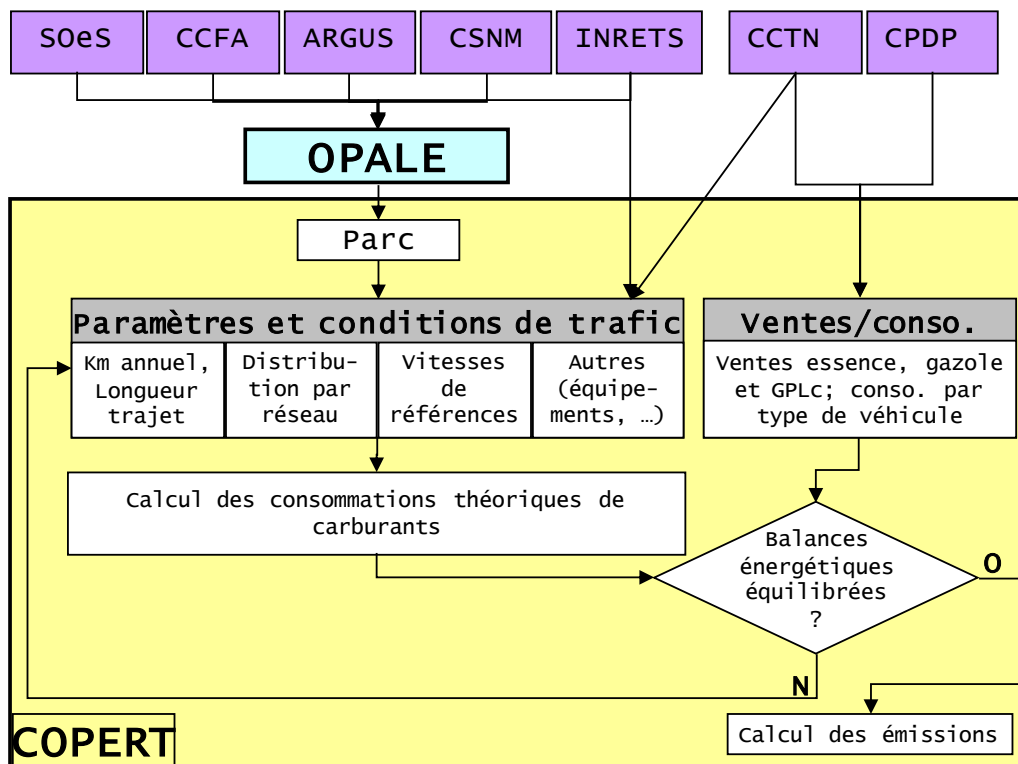 SOeS CCFA ARGUS CSNM INRETS CCTN CPDP
OPALE
Parc
Paramètres et conditions de trafic
Km annuel,
Longueur
trajet
Distribu-
tion par
réseau
Vitesses
de
références
Autres
(équipe-
ments, …)
Ventes/conso.
Ventes essence, gazole
et GPLc; conso. par
type de véhicule
Calcul des consommations théoriques de
carburants
Balances
énergétiques
équilibrées
?
O
N
Calcul des émissions
COPERT